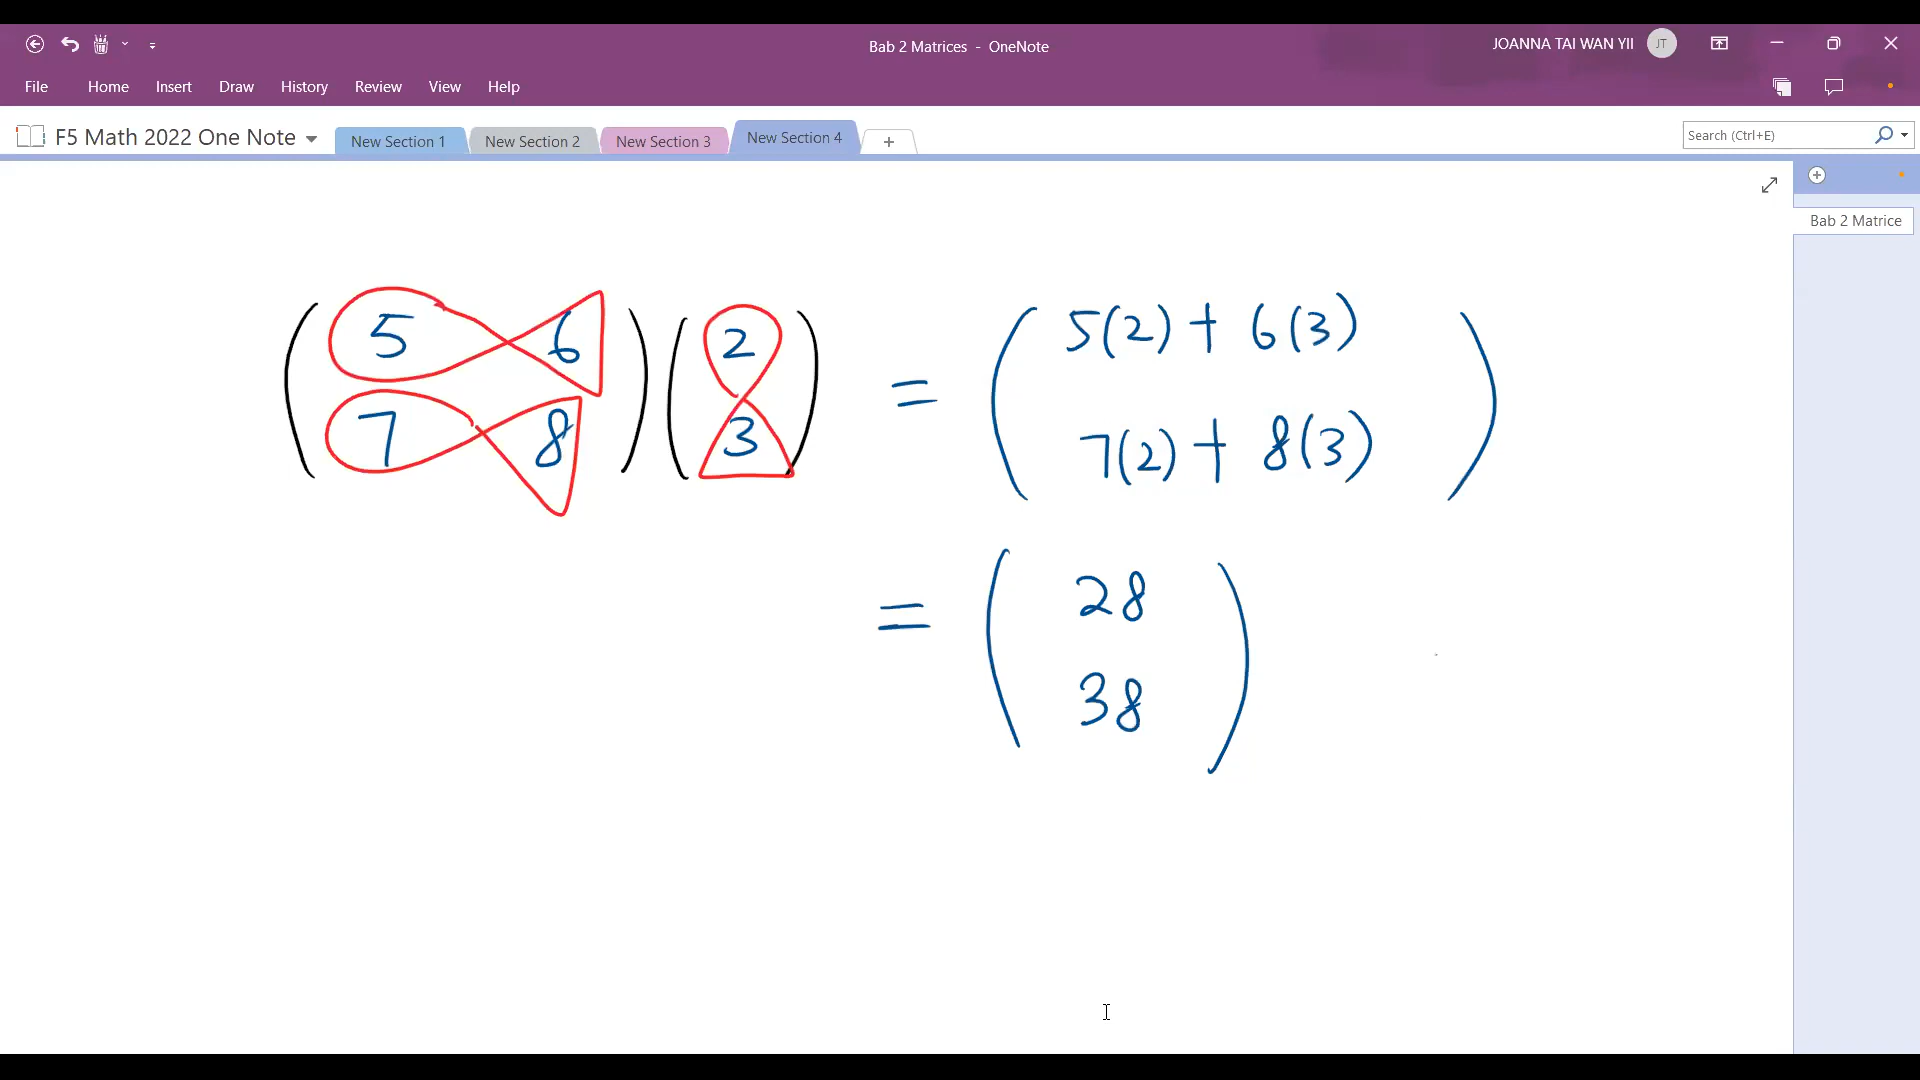 Bab 2 Matrices - OneNote
JOANNA TAI WAN YII JT
File Home Insert Draw History Review View Help
F5 Math 2022 One Note New Section 1 New Section 2 New Section 3 New Section 4 + Search (Ctrl+E)
Bab 2 Matrice
( 5 6 ) ( 2 ) = ( 5(2) + 6(3) )
( 7 8 ) ( 3 ) ( 7(2) + 8(3) )
= ( 28 )
( 38 )